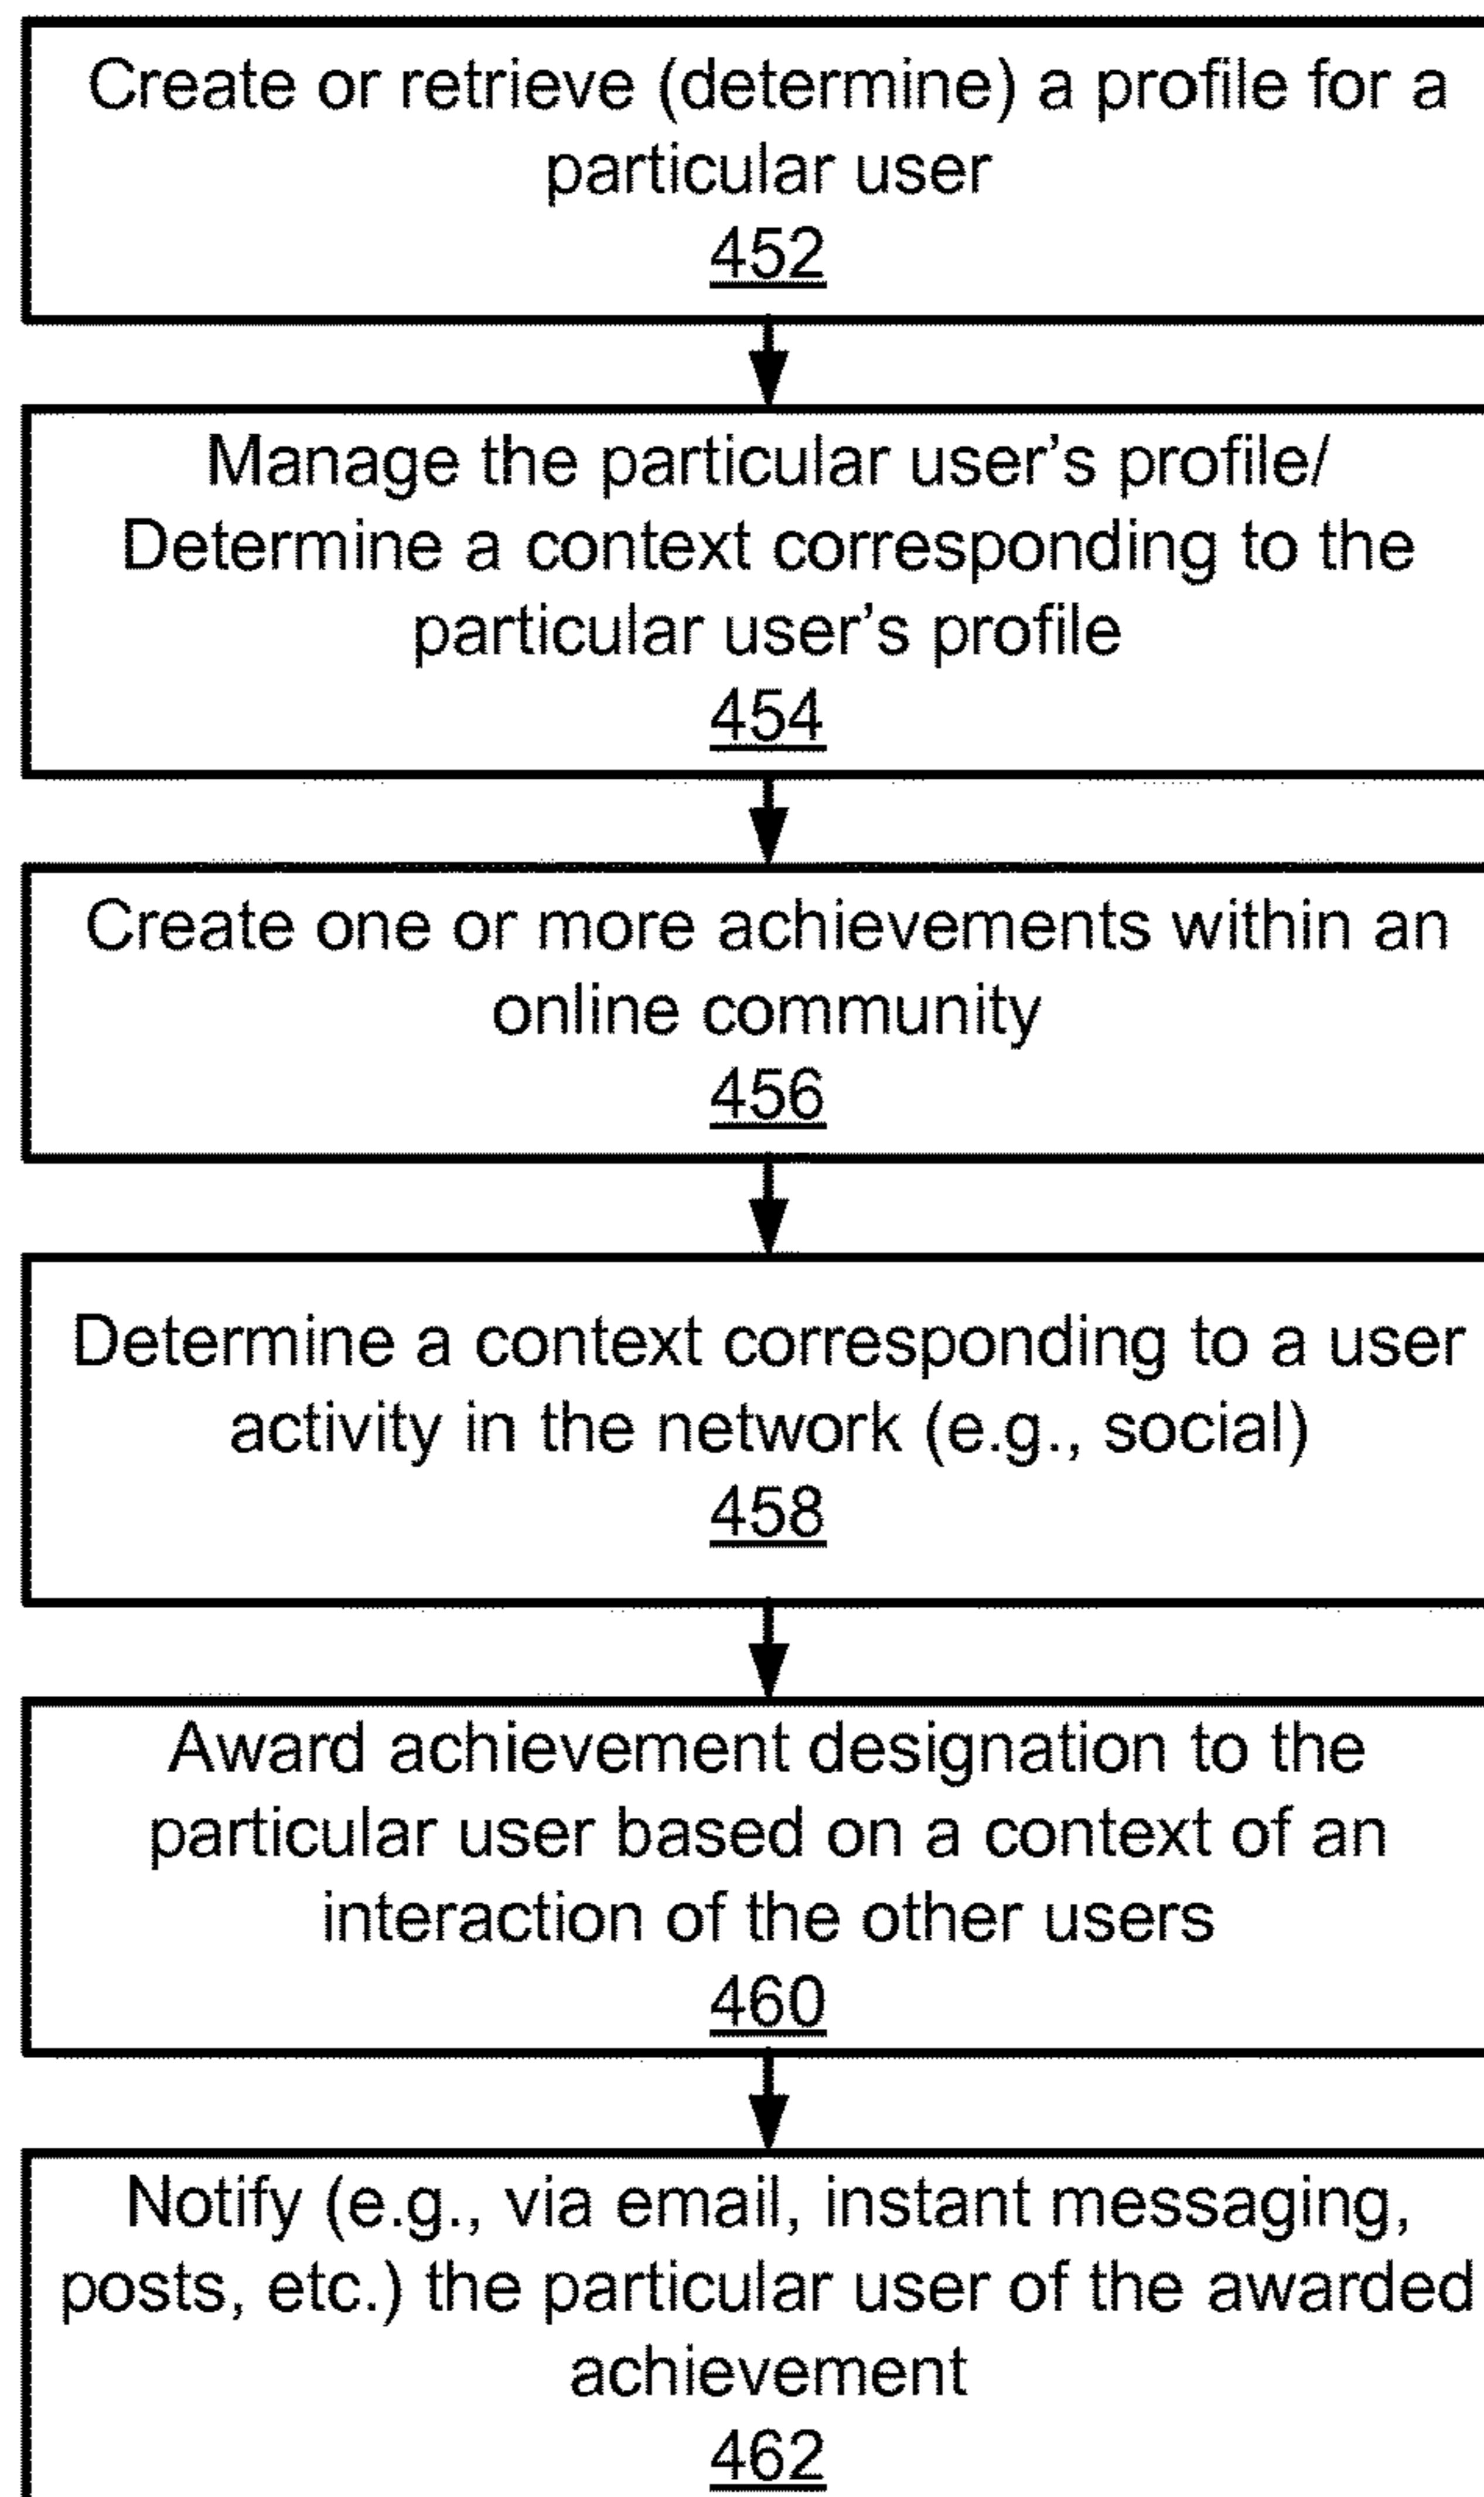 Create or retrieve (determine) a profile for a
particular user
452
Manage the particular user’s profile/
Determine a context corresponding to the
particular user’s profile
454
Create one or more achievements within an
online community
456
Determine a context corresponding to a user
activity in the network (e.g., social)
458
Award achievement designation to the
particular user based on a context of an
interaction of the other users
460
Notify (e.g., via email, instant messaging,
posts, etc.) the particular user of the awarded
achievement
462